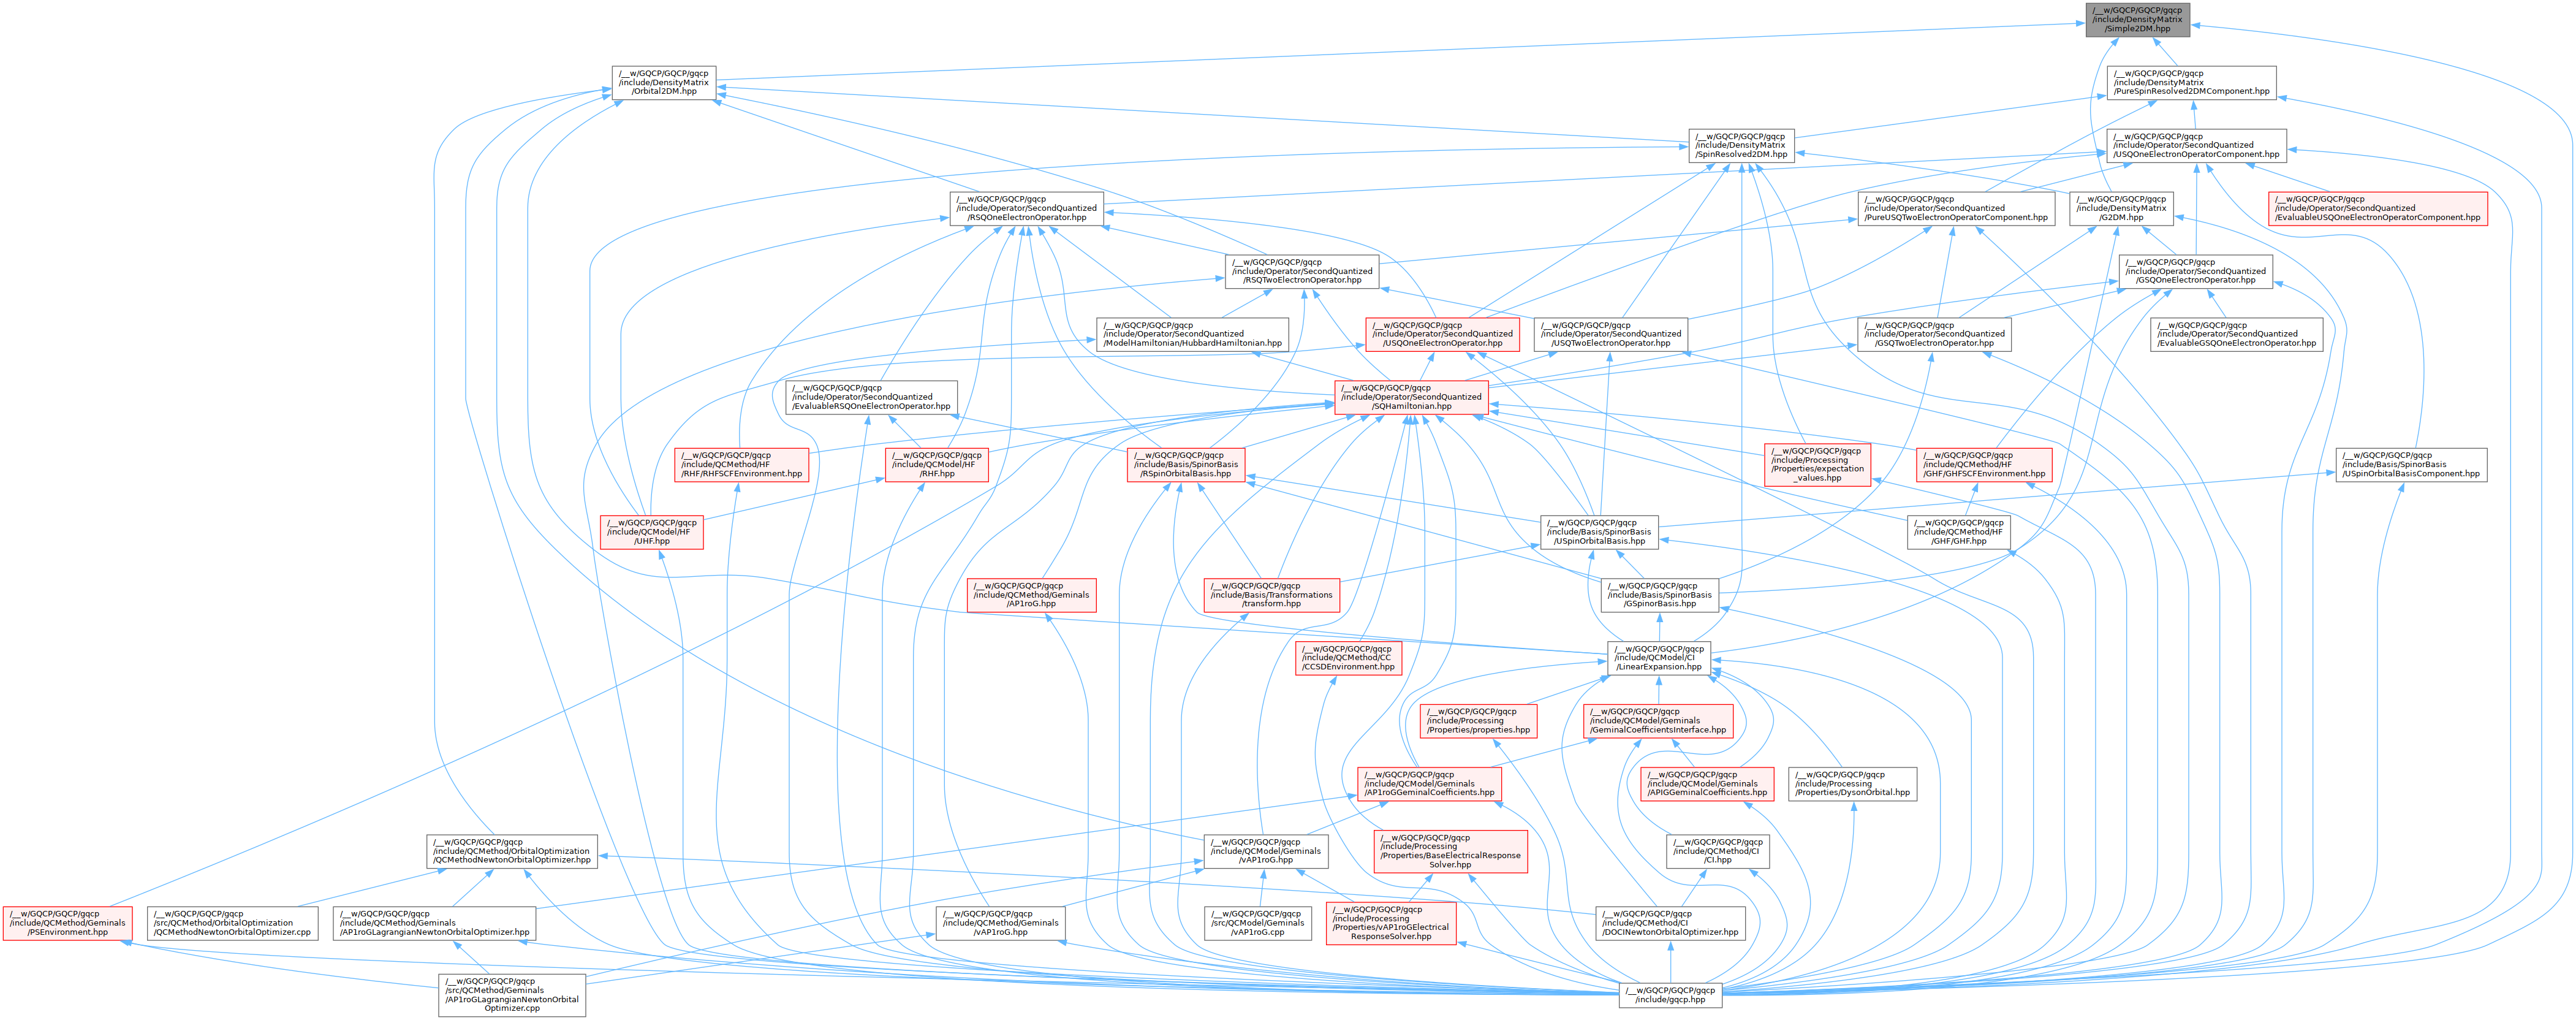 /__w/GQCP/GQCP/gqcp
/include/DensityMatrix
/Simple2DM.hpp
/__w/GQCP/GQCP/gqcp
/include/DensityMatrix
/Orbital2DM.hpp
/__w/GQCP/GQCP/gqcp
/include/DensityMatrix
/PureSpinResolved2DMComponent.hpp
/__w/GQCP/GQCP/gqcp
/include/DensityMatrix
/SpinResolved2DM.hpp
/__w/GQCP/GQCP/gqcp
/include/Operator/SecondQuantized
/USQOneElectronOperatorComponent.hpp
/__w/GQCP/GQCP/gqcp
/include/Operator/SecondQuantized
/RSQOneElectronOperator.hpp
/__w/GQCP/GQCP/gqcp
/include/Operator/SecondQuantized
/PureUSQTwoElectronOperatorComponent.hpp
/__w/GQCP/GQCP/gqcp
/include/DensityMatrix
/G2DM.hpp
/__w/GQCP/GQCP/gqcp
/include/Operator/SecondQuantized
/EvaluableUSQOneElectronOperatorComponent.hpp
/__w/GQCP/GQCP/gqcp
/include/Operator/SecondQuantized
/RSQTwoElectronOperator.hpp
/__w/GQCP/GQCP/gqcp
/include/Operator/SecondQuantized
/GSQOneElectronOperator.hpp
/__w/GQCP/GQCP/gqcp
/include/Operator/SecondQuantized
/ModelHamiltonian/HubbardHamiltonian.hpp
/__w/GQCP/GQCP/gqcp
/include/Operator/SecondQuantized
/USQOneElectronOperator.hpp
/__w/GQCP/GQCP/gqcp
/include/Operator/SecondQuantized
/USQTwoElectronOperator.hpp
/__w/GQCP/GQCP/gqcp
/include/Operator/SecondQuantized
/GSQTwoElectronOperator.hpp
/__w/GQCP/GQCP/gqcp
/include/Operator/SecondQuantized
/EvaluableGSQOneElectronOperator.hpp
/__w/GQCP/GQCP/gqcp
/include/Operator/SecondQuantized
/EvaluableRSQOneElectronOperator.hpp
/__w/GQCP/GQCP/gqcp
/include/Operator/SecondQuantized
/SQHamiltonian.hpp
/__w/GQCP/GQCP/gqcp
/include/QCMethod/HF
/RHF/RHFSCFEnvironment.hpp
/__w/GQCP/GQCP/gqcp
/include/QCModel/HF
/RHF.hpp
/__w/GQCP/GQCP/gqcp
/include/Basis/SpinorBasis
/RSpinOrbitalBasis.hpp
/__w/GQCP/GQCP/gqcp
/include/Processing
/Properties/expectation
_values.hpp
/__w/GQCP/GQCP/gqcp
/include/QCMethod/HF
/GHF/GHFSCFEnvironment.hpp
/__w/GQCP/GQCP/gqcp
/include/Basis/SpinorBasis
/USpinOrbitalBasisComponent.hpp
/__w/GQCP/GQCP/gqcp
/include/QCModel/HF
/UHF.hpp
/__w/GQCP/GQCP/gqcp
/include/Basis/SpinorBasis
/USpinOrbitalBasis.hpp
/__w/GQCP/GQCP/gqcp
/include/QCMethod/HF
/GHF/GHF.hpp
/__w/GQCP/GQCP/gqcp
/include/QCMethod/Geminals
/AP1roG.hpp
/__w/GQCP/GQCP/gqcp
/include/Basis/Transformations
/transform.hpp
/__w/GQCP/GQCP/gqcp
/include/Basis/SpinorBasis
/GSpinorBasis.hpp
/__w/GQCP/GQCP/gqcp
/include/QCMethod/CC
/CCSDEnvironment.hpp
/__w/GQCP/GQCP/gqcp
/include/QCModel/CI
/LinearExpansion.hpp
/__w/GQCP/GQCP/gqcp
/include/Processing
/Properties/properties.hpp
/__w/GQCP/GQCP/gqcp
/include/QCModel/Geminals
/GeminalCoefficientsInterface.hpp
/__w/GQCP/GQCP/gqcp
/include/QCModel/Geminals
/AP1roGGeminalCoefficients.hpp
/__w/GQCP/GQCP/gqcp
/include/QCModel/Geminals
/APIGGeminalCoefficients.hpp
/__w/GQCP/GQCP/gqcp
/include/Processing
/Properties/DysonOrbital.hpp
/__w/GQCP/GQCP/gqcp
/include/QCMethod/OrbitalOptimization
/QCMethodNewtonOrbitalOptimizer.hpp
/__w/GQCP/GQCP/gqcp
/include/QCModel/Geminals
/vAP1roG.hpp
/__w/GQCP/GQCP/gqcp
/include/Processing
/Properties/BaseElectricalResponse
Solver.hpp
/__w/GQCP/GQCP/gqcp
/include/QCMethod/CI
/CI.hpp
/__w/GQCP/GQCP/gqcp
/include/QCMethod/Geminals
/PSEnvironment.hpp
/__w/GQCP/GQCP/gqcp
/src/QCMethod/OrbitalOptimization
/QCMethodNewtonOrbitalOptimizer.cpp
/__w/GQCP/GQCP/gqcp
/include/QCMethod/Geminals
/AP1roGLagrangianNewtonOrbitalOptimizer.hpp
/__w/GQCP/GQCP/gqcp
/include/QCMethod/Geminals
/vAP1roG.hpp
/__w/GQCP/GQCP/gqcp
/src/QCModel/Geminals
/vAP1roG.cpp
/__w/GQCP/GQCP/gqcp
/include/Processing
/Properties/vAP1roGElectrical
ResponseSolver.hpp
/__w/GQCP/GQCP/gqcp
/include/QCMethod/CI
/DOCINewtonOrbitalOptimizer.hpp
/__w/GQCP/GQCP/gqcp
/src/QCMethod/Geminals
/AP1roGLagrangianNewtonOrbital
Optimizer.cpp
/__w/GQCP/GQCP/gqcp
/include/gqcp.hpp